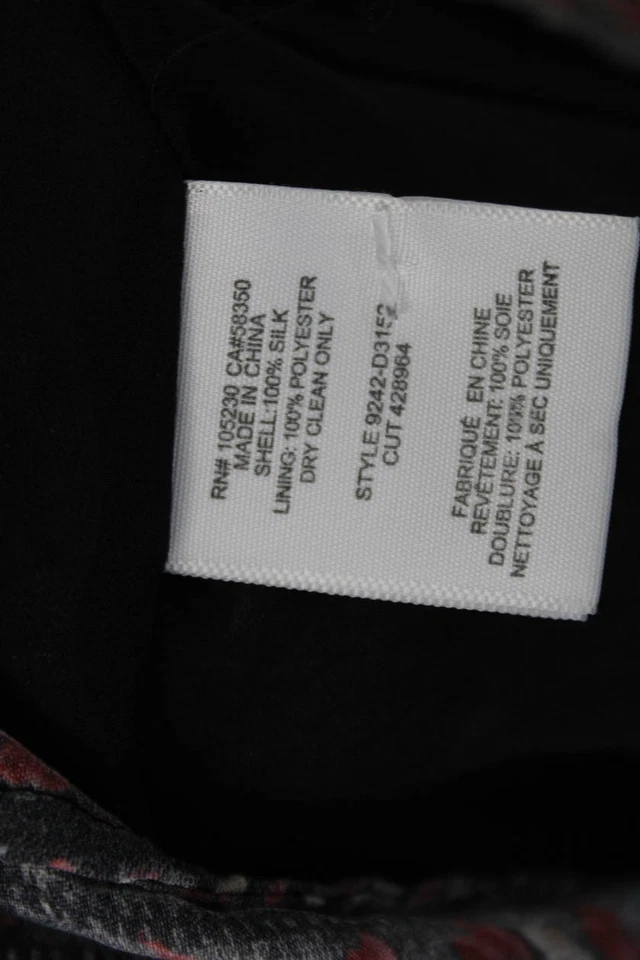 RN# 105230 CA#58350
MADE IN CHINA
SHELL:100% SILK
LINING: 100% POLYESTER
DRY CLEAN ONLY
STYLE 9242-D3152
CUT 428964
FABRIQUÉ EN CHINE
REVÊTEMENT: 100% SOIE
DOUBLURE: 100% POLYESTER
NETTOYAGE À SEC UNIQUEMENT